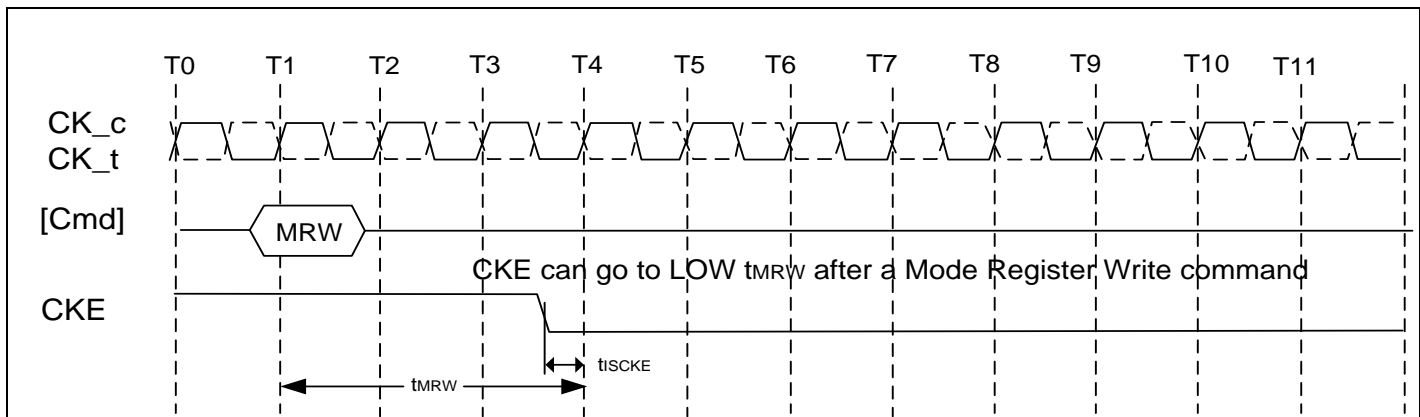 T0 T1 T2 T3 T4 T5 T6 T7 T8 T9 T10 T11
CK_c
CK_t
[Cmd]
MRW
CKE can go to LOW tMRW after a Mode Register Write command
CKE
tISCKE
tMRW